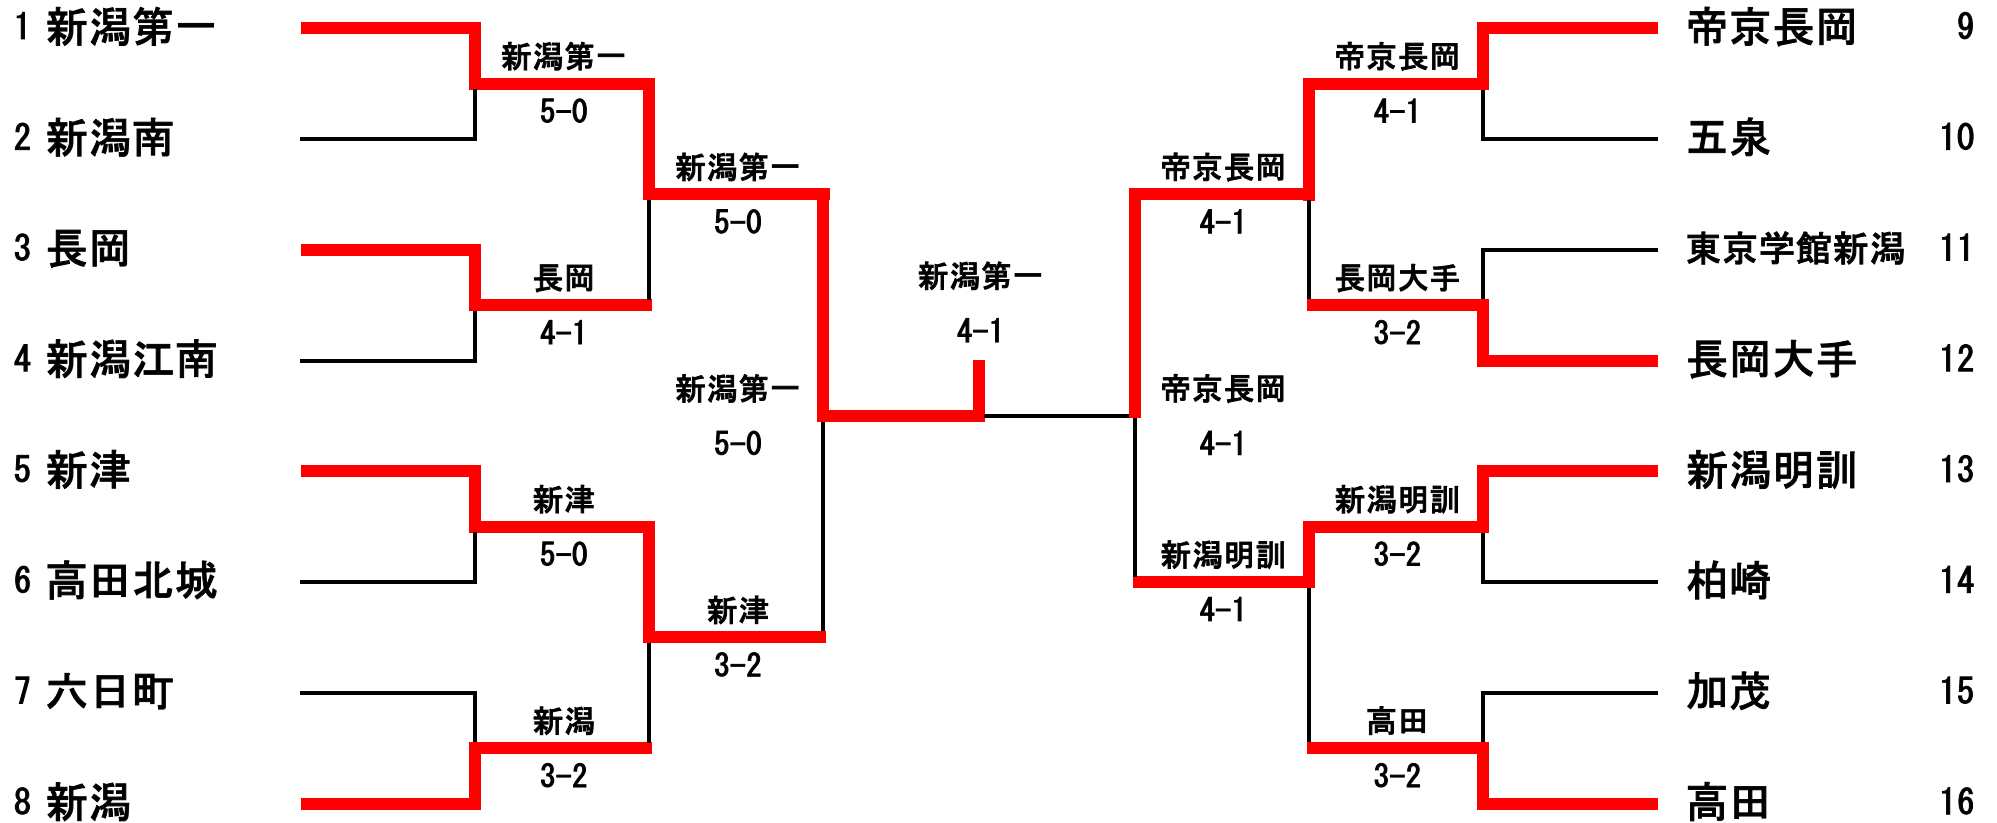 1 新潟第一
2 新潟南
3 長岡
4 新潟江南
5 新津
6 高田北城
7 六日町
8 新潟
新潟第一
5-0
長岡
4-1
新津
5-0
新潟
3-2
新潟第一
5-0
新津
3-2
新潟第一
5-0
新潟第一
4-1
帝京長岡
4-1
帝京長岡
4-1
新潟明訓
4-1
帝京長岡
4-1
長岡大手
3-2
新潟明訓
3-2
高田
3-2
帝京長岡 9
五泉 10
東京学館新潟 11
長岡大手 12
新潟明訓 13
柏崎 14
加茂 15
高田 16